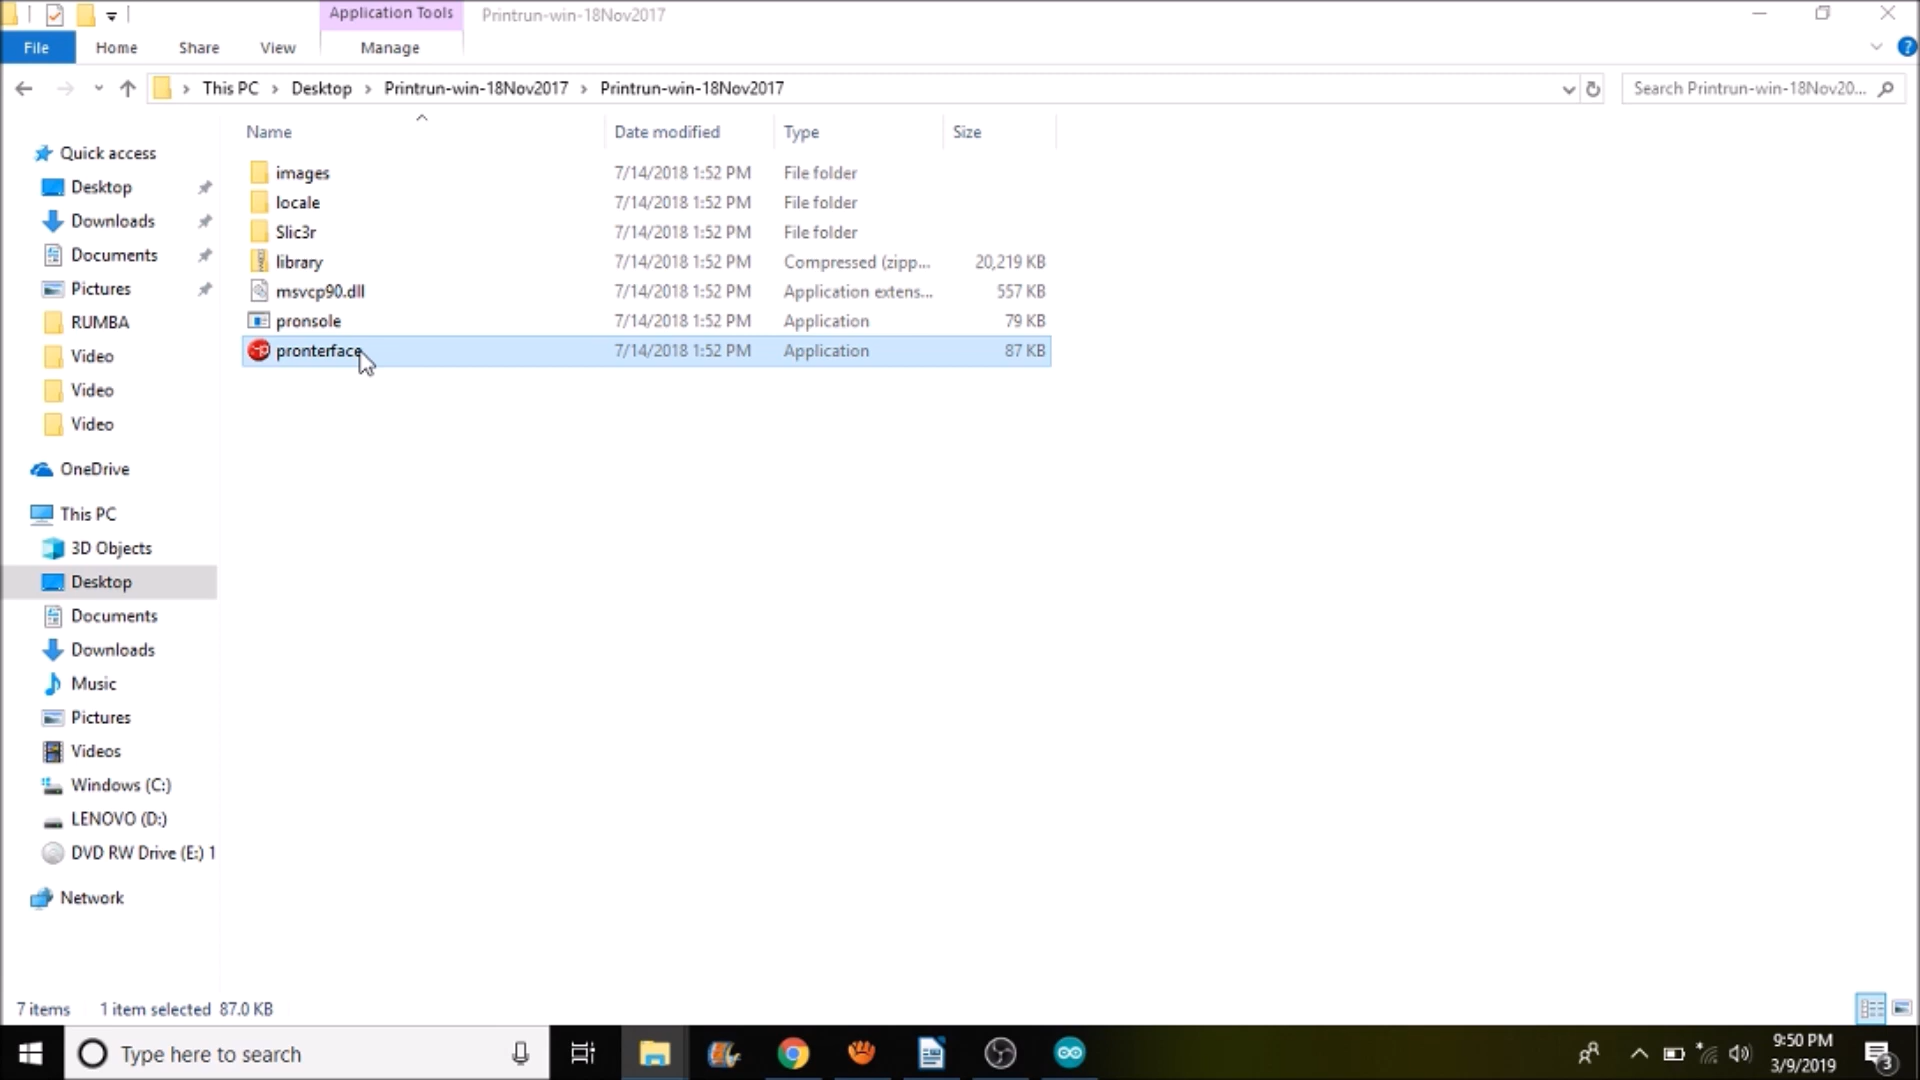 Application Tools
Printrun-win-18Nov2017
File
Home
Share
View
Manage
This PC
Desktop
Printrun-win-18Nov2017
Printrun-win-18Nov2017
Search Printrun-win-18Nov20...
Name
Date modified
Type
Size
Quick access
Desktop
Downloads
Documents
Pictures
RUMBA
Video
Video
Video
OneDrive
This PC
3D Objects
Desktop
Documents
Downloads
Music
Pictures
Videos
Windows (C:)
LENOVO (D:)
DVD RW Drive (E:) 1
Network
images 7/14/2018 1:52 PM File folder
locale 7/14/2018 1:52 PM File folder
Slic3r 7/14/2018 1:52 PM File folder
library 7/14/2018 1:52 PM Compressed (zipp... 20,219 KB
msvcp90.dll 7/14/2018 1:52 PM Application extens... 557 KB
pronsole 7/14/2018 1:52 PM Application 79 KB
pronterface 7/14/2018 1:52 PM Application 87 KB
7 items 1 item selected 87.0 KB
Type here to search
9:50 PM
3/9/2019
3